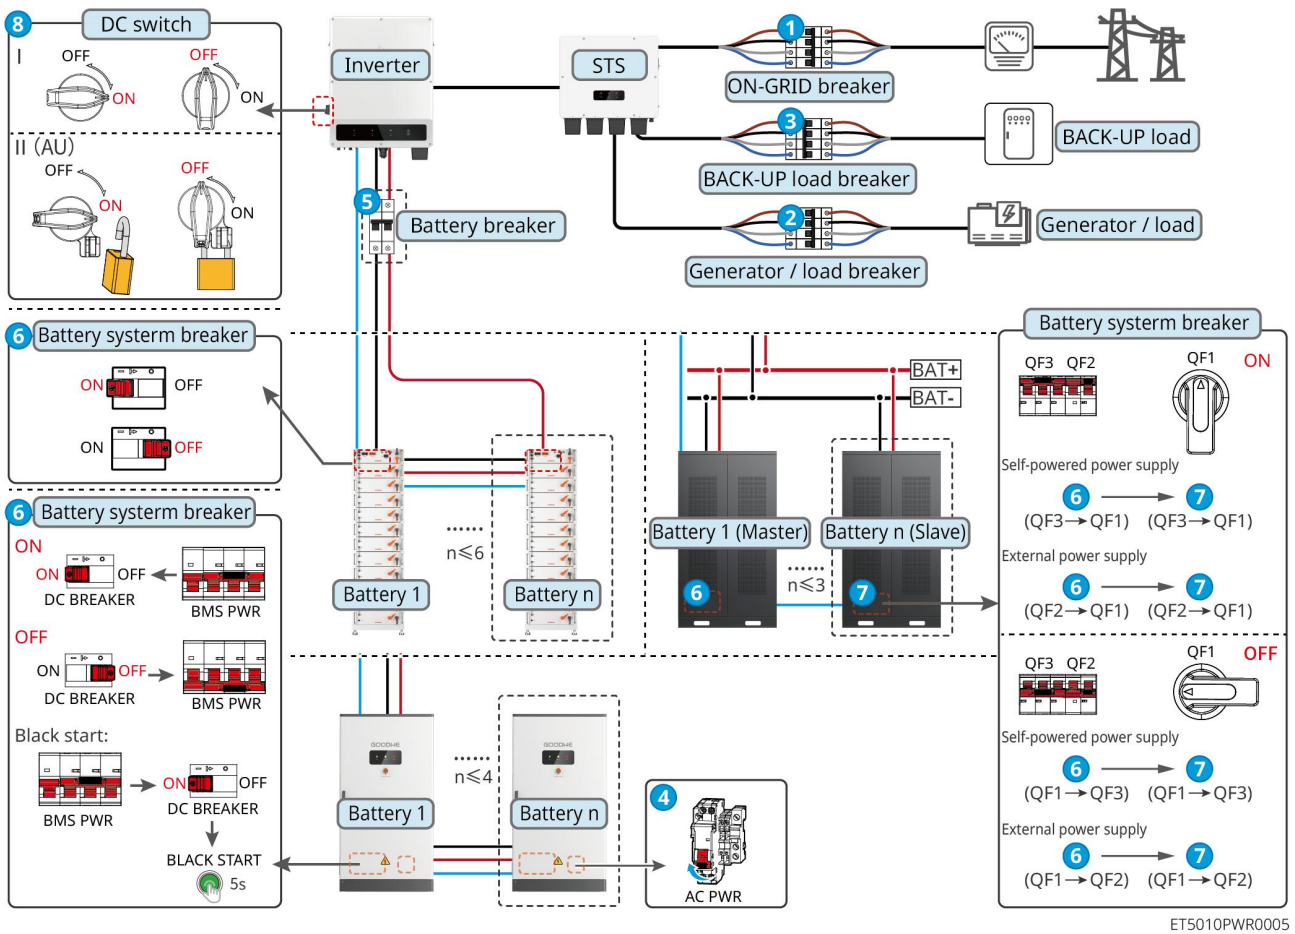 8 DC switch
I OFF ON
OFF ON
II (AU)
OFF ON
OFF ON
Inverter
STS
1
ON-GRID breaker
3
BACK-UP load breaker
BACK-UP load
2
Generator / load breaker
Generator / load
5
Battery breaker
6 Battery systerm breaker
ON OFF
ON OFF
6 Battery systerm breaker
ON
ON OFF
DC BREAKER
BMS PWR
OFF
ON OFF
DC BREAKER
BMS PWR
Black start:
BMS PWR
ON OFF
DC BREAKER
BLACK START
5s
Battery 1
......
n≤6
Battery n
BAT+
BAT-
Battery 1 (Master)
Battery n (Slave)
......
n≤3
6
7
GOODWE
Battery 1
......
n≤4
GOODWE
Battery n
4
AC PWR
Battery systerm breaker
QF3 QF2 QF1 ON
Self-powered power supply
6 → 7
(QF3→QF1) (QF3→QF1)
External power supply
6 → 7
(QF2→QF1) (QF2→QF1)
QF3 QF2 QF1 OFF
Self-powered power supply
6 → 7
(QF1→QF3) (QF1→QF3)
External power supply
6 → 7
(QF1→QF2) (QF1→QF2)
ET5010PWR0005